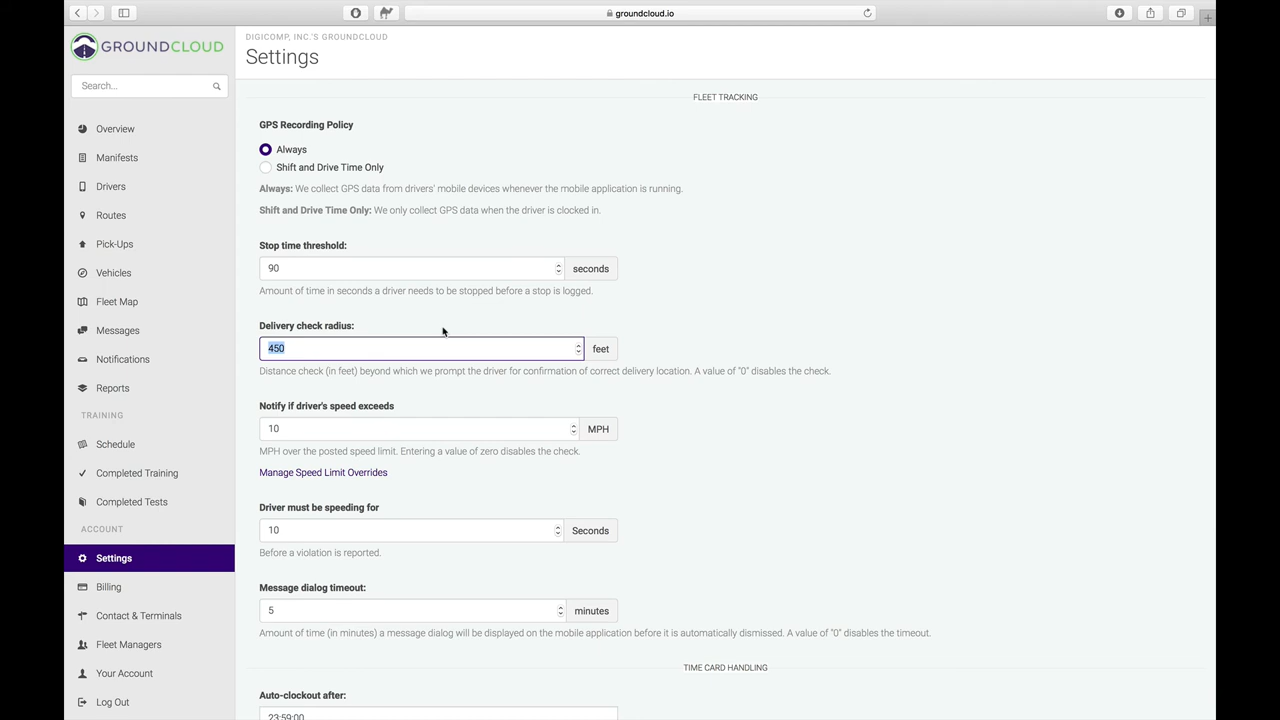 groundcloud.io
GROUNDCLOUD
DIGICOMP, INC.'S GROUNDCLOUD
Settings
Search...
Overview
Manifests
Drivers
Routes
Pick-Ups
Vehicles
Fleet Map
Messages
Notifications
Reports
TRAINING
Schedule
Completed Training
Completed Tests
ACCOUNT
Settings
Billing
Contact & Terminals
Fleet Managers
Your Account
Log Out
FLEET TRACKING
GPS Recording Policy
Always
Shift and Drive Time Only
Always: We collect GPS data from drivers' mobile devices whenever the mobile application is running.
Shift and Drive Time Only: We only collect GPS data when the driver is clocked in.
Stop time threshold:
90 seconds
Amount of time in seconds a driver needs to be stopped before a stop is logged.
Delivery check radius:
450 feet
Distance check (in feet) beyond which we prompt the driver for confirmation of correct delivery location. A value of "0" disables the check.
Notify if driver's speed exceeds
10 MPH
MPH over the posted speed limit. Entering a value of zero disables the check.
Manage Speed Limit Overrides
Driver must be speeding for
10 Seconds
Before a violation is reported.
Message dialog timeout:
5 minutes
Amount of time (in minutes) a message dialog will be displayed on the mobile application before it is automatically dismissed. A value of "0" disables the timeout.
TIME CARD HANDLING
Auto-clockout after:
23:59:00